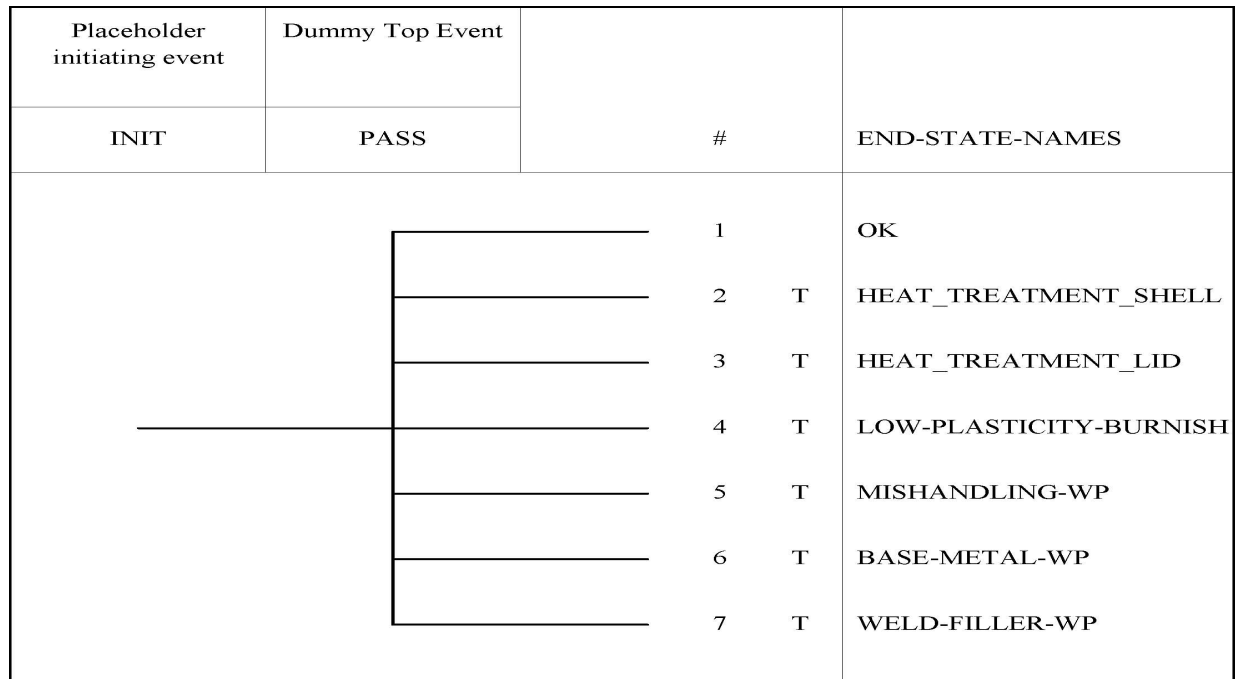 Placeholder
initiating event
Dummy Top Event
INIT
PASS
#
END-STATE-NAMES
1 OK
2 T HEAT_TREATMENT_SHELL
3 T HEAT_TREATMENT_LID
4 T LOW-PLASTICITY-BURNISH
5 T MISHANDLING-WP
6 T BASE-METAL-WP
7 T WELD-FILLER-WP